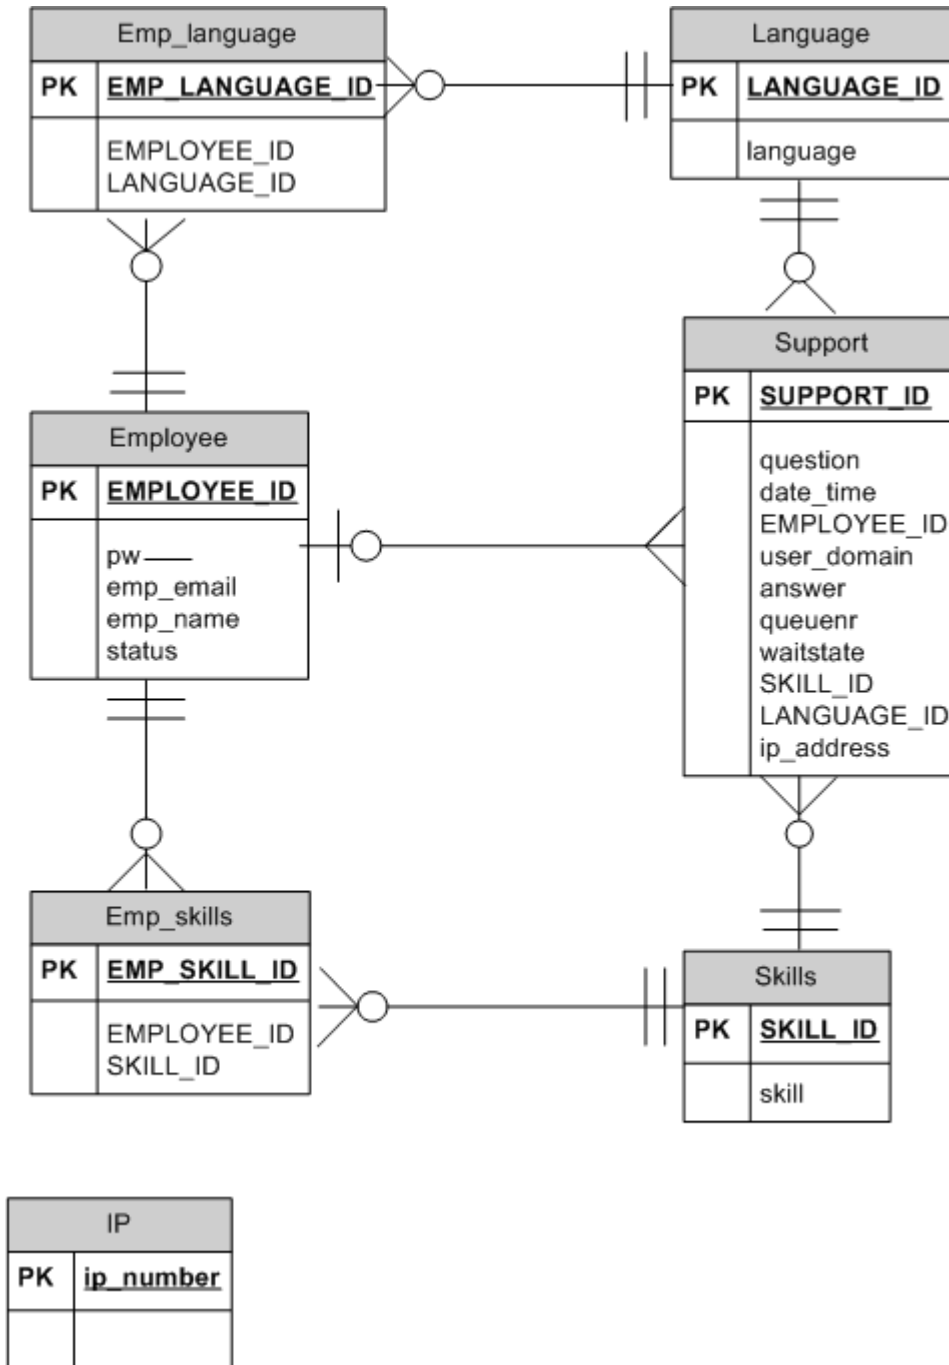 Emp_language
PK EMP_LANGUAGE_ID
EMPLOYEE_ID
LANGUAGE_ID
Language
PK LANGUAGE_ID
language
Support
PK SUPPORT_ID
question
date_time
EMPLOYEE_ID
user_domain
answer
queuenr
waitstate
SKILL_ID
LANGUAGE_ID
ip_address
Employee
PK EMPLOYEE_ID
pw
emp_email
emp_name
status
Emp_skills
PK EMP_SKILL_ID
EMPLOYEE_ID
SKILL_ID
Skills
PK SKILL_ID
skill
IP
PK ip_number